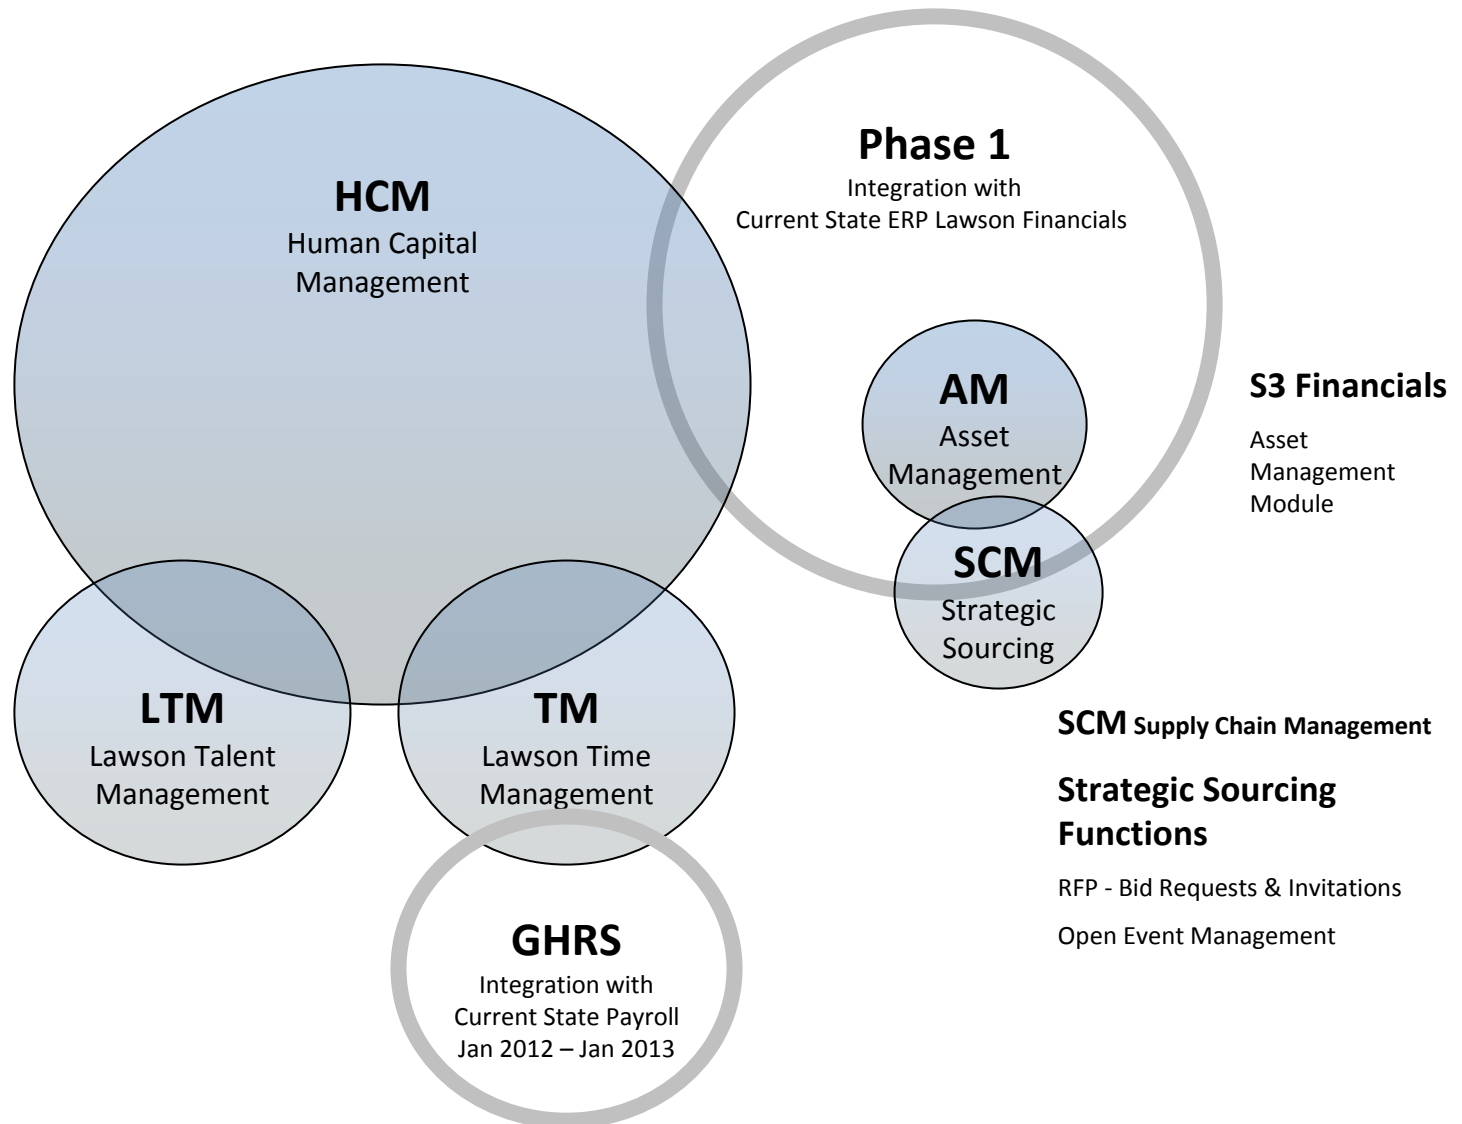 Phase 1
Integration with
Current State ERP Lawson Financials
HCM
Human Capital
Management
AM
Asset
Management
S3 Financials
Asset
Management
Module
SCM
Strategic
Sourcing
LTM
Lawson Talent
Management
TM
Lawson Time
Management
SCM Supply Chain Management
Strategic Sourcing
Functions
RFP - Bid Requests & Invitations
Open Event Management
GHRS
Integration with
Current State Payroll
Jan 2012 – Jan 2013